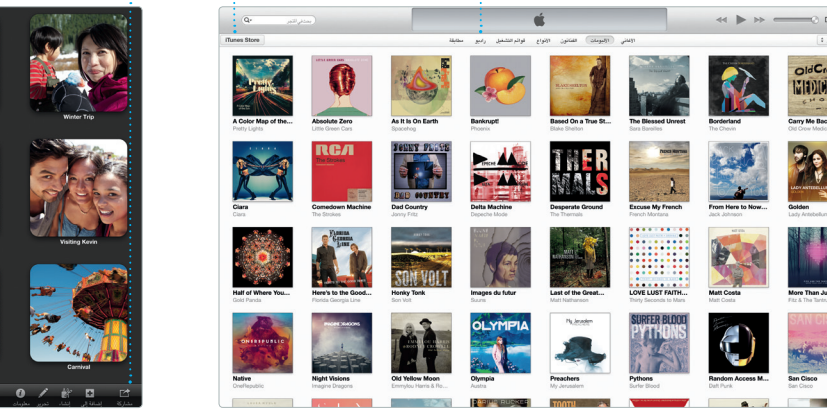 Winter Trip
Visiting Kevin
Carnival
مشاركة
إضافة إلى
إنشاء
تحرير
معلومات
iTunes Store
الأغاني
الألبومات
الفنانون
الأنواع
قوائم التشغيل
راديو
مطابقة
A Color Map of the...
Pretty Lights
Absolute Zero
Little Green Cars
As It Is On Earth
Spacehog
Bankrupt!
Phoenix
Based On a True St...
Blake Shelton
The Blessed Unrest
Sara Bareilles
Borderland
The Chevin
Carry Me Bac
Old Crow Medic
Ciara
Ciara
Comedown Machine
The Strokes
Dad Country
Jonny Fritz
Delta Machine
Depeche Mode
Desperate Ground
The Thermals
Excuse My French
French Montana
From Here to Now...
Jack Johnson
Golden
Lady Antebellum
Half of Where You...
Gold Panda
Here's to the Good...
Florida Georgia Line
Honky Tonk
Son Volt
Images du futur
Suuns
Last of the Great...
Matt Nathanson
LOVE LUST FAITH...
Thirty Seconds to Mars
Matt Costa
Matt Costa
More Than Ju
Fitz & The Tantr
Native
OneRepublic
Night Visions
Imagine Dragons
Old Yellow Moon
Emmylou Harris & Ro...
Olympia
Austra
Preachers
My Jerusalem
Pythons
Surfer Blood
Random Access M...
Daft Punk
San Cisco
San Cisco